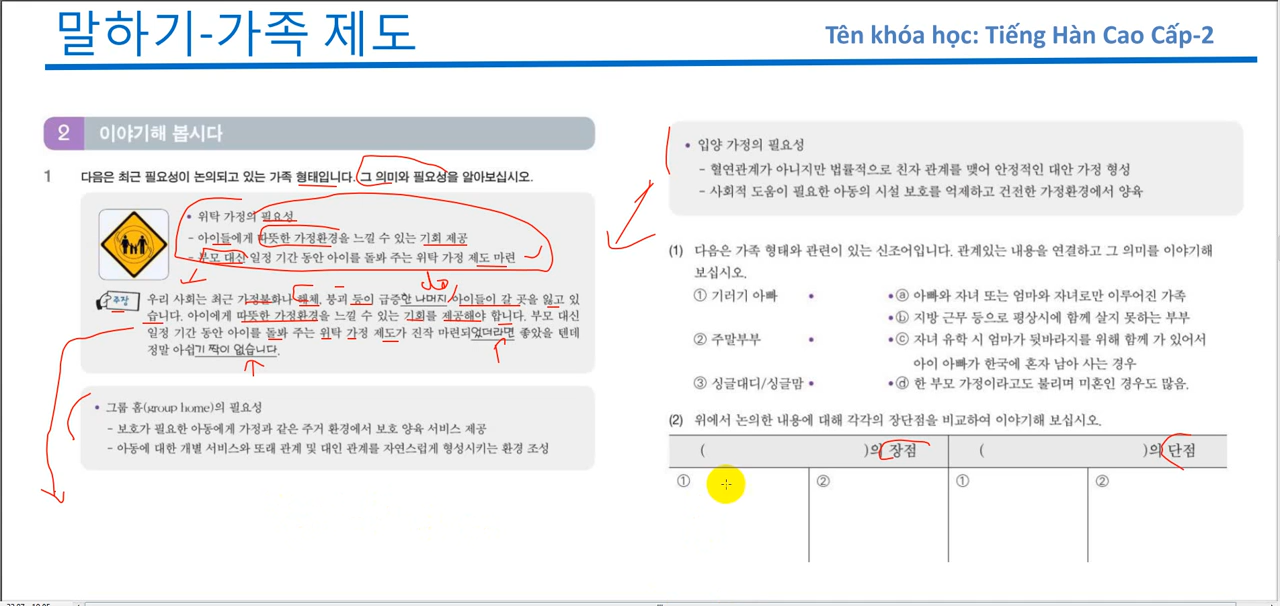 말하기-가족 제도
Tên khóa học: Tiếng Hàn Cao Cấp-2
2 이야기해 봅시다
1 다음은 최근 필요성이 논의되고 있는 가족 형태입니다. 그 의미와 필요성을 알아보십시오.
• 위탁 가정의 필요성
- 아이들에게 따뜻한 가정환경을 느낄 수 있는 기회 제공
- 부모 대신 일정 기간 동안 아이를 돌봐 주는 위탁 가정 제도 마련
주장 우리 사회는 최근 가정불화나 해체, 붕괴 등이 급증한 나머지 아이들이 갈 곳을 잃고 있
습니다. 아이에게 따뜻한 가정환경을 느낄 수 있는 기회를 제공해야 합니다. 부모 대신
일정 기간 동안 아이를 돌봐 주는 위탁 가정 제도가 진작 마련되었더라면 좋았을 텐데
정말 아쉽기 짝이 없습니다.
• 그룹 홈(group home)의 필요성
- 보호가 필요한 아동에게 가정과 같은 주거 환경에서 보호 양육 서비스 제공
- 아동에 대한 개별 서비스와 또래 관계 및 대인 관계를 자연스럽게 형성시키는 환경 조성
• 입양 가정의 필요성
- 혈연관계가 아니지만 법률적으로 친자 관계를 맺어 안정적인 대안 가정 형성
- 사회적 도움이 필요한 아동의 시설 보호를 억제하고 건전한 가정환경에서 양육
(1) 다음은 가족 형태와 관련이 있는 신조어입니다. 관계있는 내용을 연결하고 그 의미를 이야기해
보십시오.
① 기러기 아빠 • • ⓐ 아빠와 자녀 또는 엄마와 자녀로만 이루어진 가족
• ⓑ 지방 근무 등으로 평상시에 함께 살지 못하는 부부
② 주말부부 • • ⓒ 자녀 유학 시 엄마가 뒷바라지를 위해 함께 가 있어서
아이 아빠가 한국에 혼자 남아 사는 경우
③ 싱글대디/싱글맘 • • ⓓ 한 부모 가정이라고도 불리며 미혼인 경우도 많음.
(2) 위에서 논의한 내용에 대해 각각의 장단점을 비교하여 이야기해 보십시오.
( )의 장점 ( )의 단점
① ② ① ②